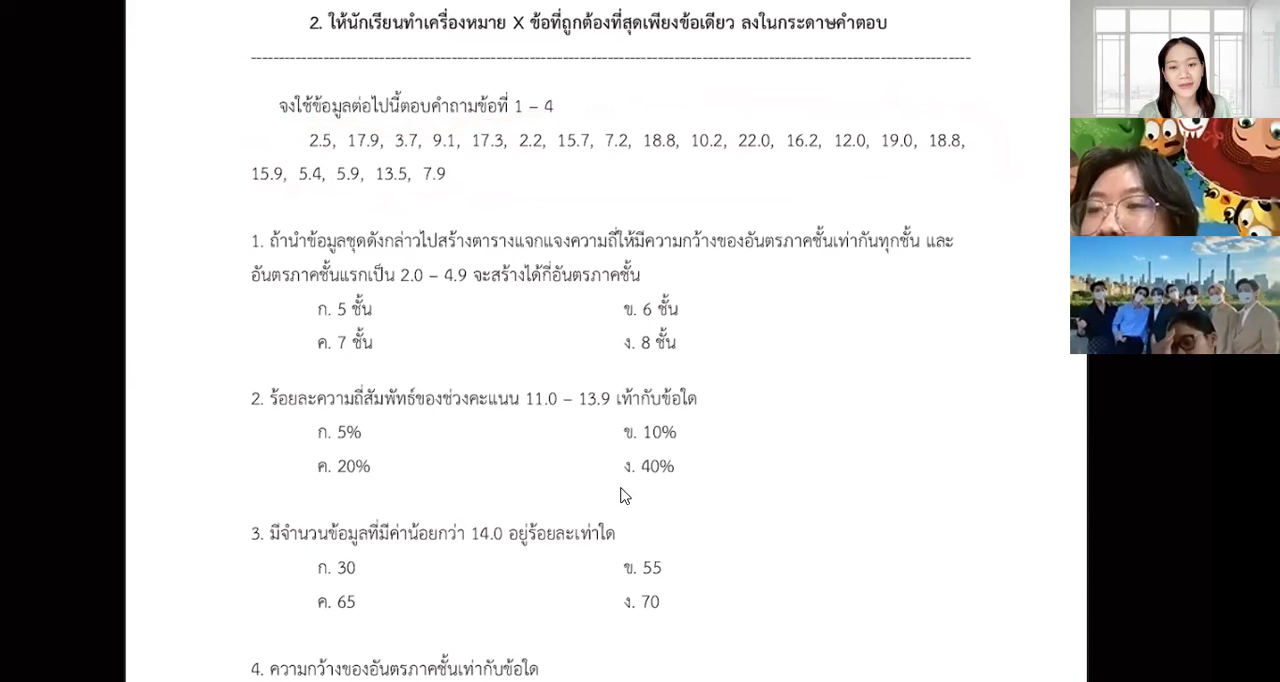 2. ให้นักเรียนทำเครื่องหมาย X ข้อที่ถูกต้องที่สุดเพียงข้อเดียว ลงในกระดาษคำตอบ
จงใช้ข้อมูลต่อไปนี้ตอบคำถามข้อที่ 1 – 4
2.5, 17.9, 3.7, 9.1, 17.3, 2.2, 15.7, 7.2, 18.8, 10.2, 22.0, 16.2, 12.0, 19.0, 18.8,
15.9, 5.4, 5.9, 13.5, 7.9
1. ถ้านำข้อมูลชุดดังกล่าวไปสร้างตารางแจกแจงความถี่ให้มีความกว้างของอันตรภาคชั้นเท่ากันทุกชั้น และ
อันตรภาคชั้นแรกเป็น 2.0 – 4.9 จะสร้างได้กี่อันตรภาคชั้น
ก. 5 ชั้น ข. 6 ชั้น
ค. 7 ชั้น ง. 8 ชั้น
2. ร้อยละความถี่สัมพัทธ์ของช่วงคะแนน 11.0 – 13.9 เท้ากับข้อใด
ก. 5% ข. 10%
ค. 20% ง. 40%
3. มีจำนวนข้อมูลที่มีค่าน้อยกว่า 14.0 อยู่ร้อยละเท่าใด
ก. 30 ข. 55
ค. 65 ง. 70
4. ความกว้างของอันตรภาคชั้นเท่ากับข้อใด